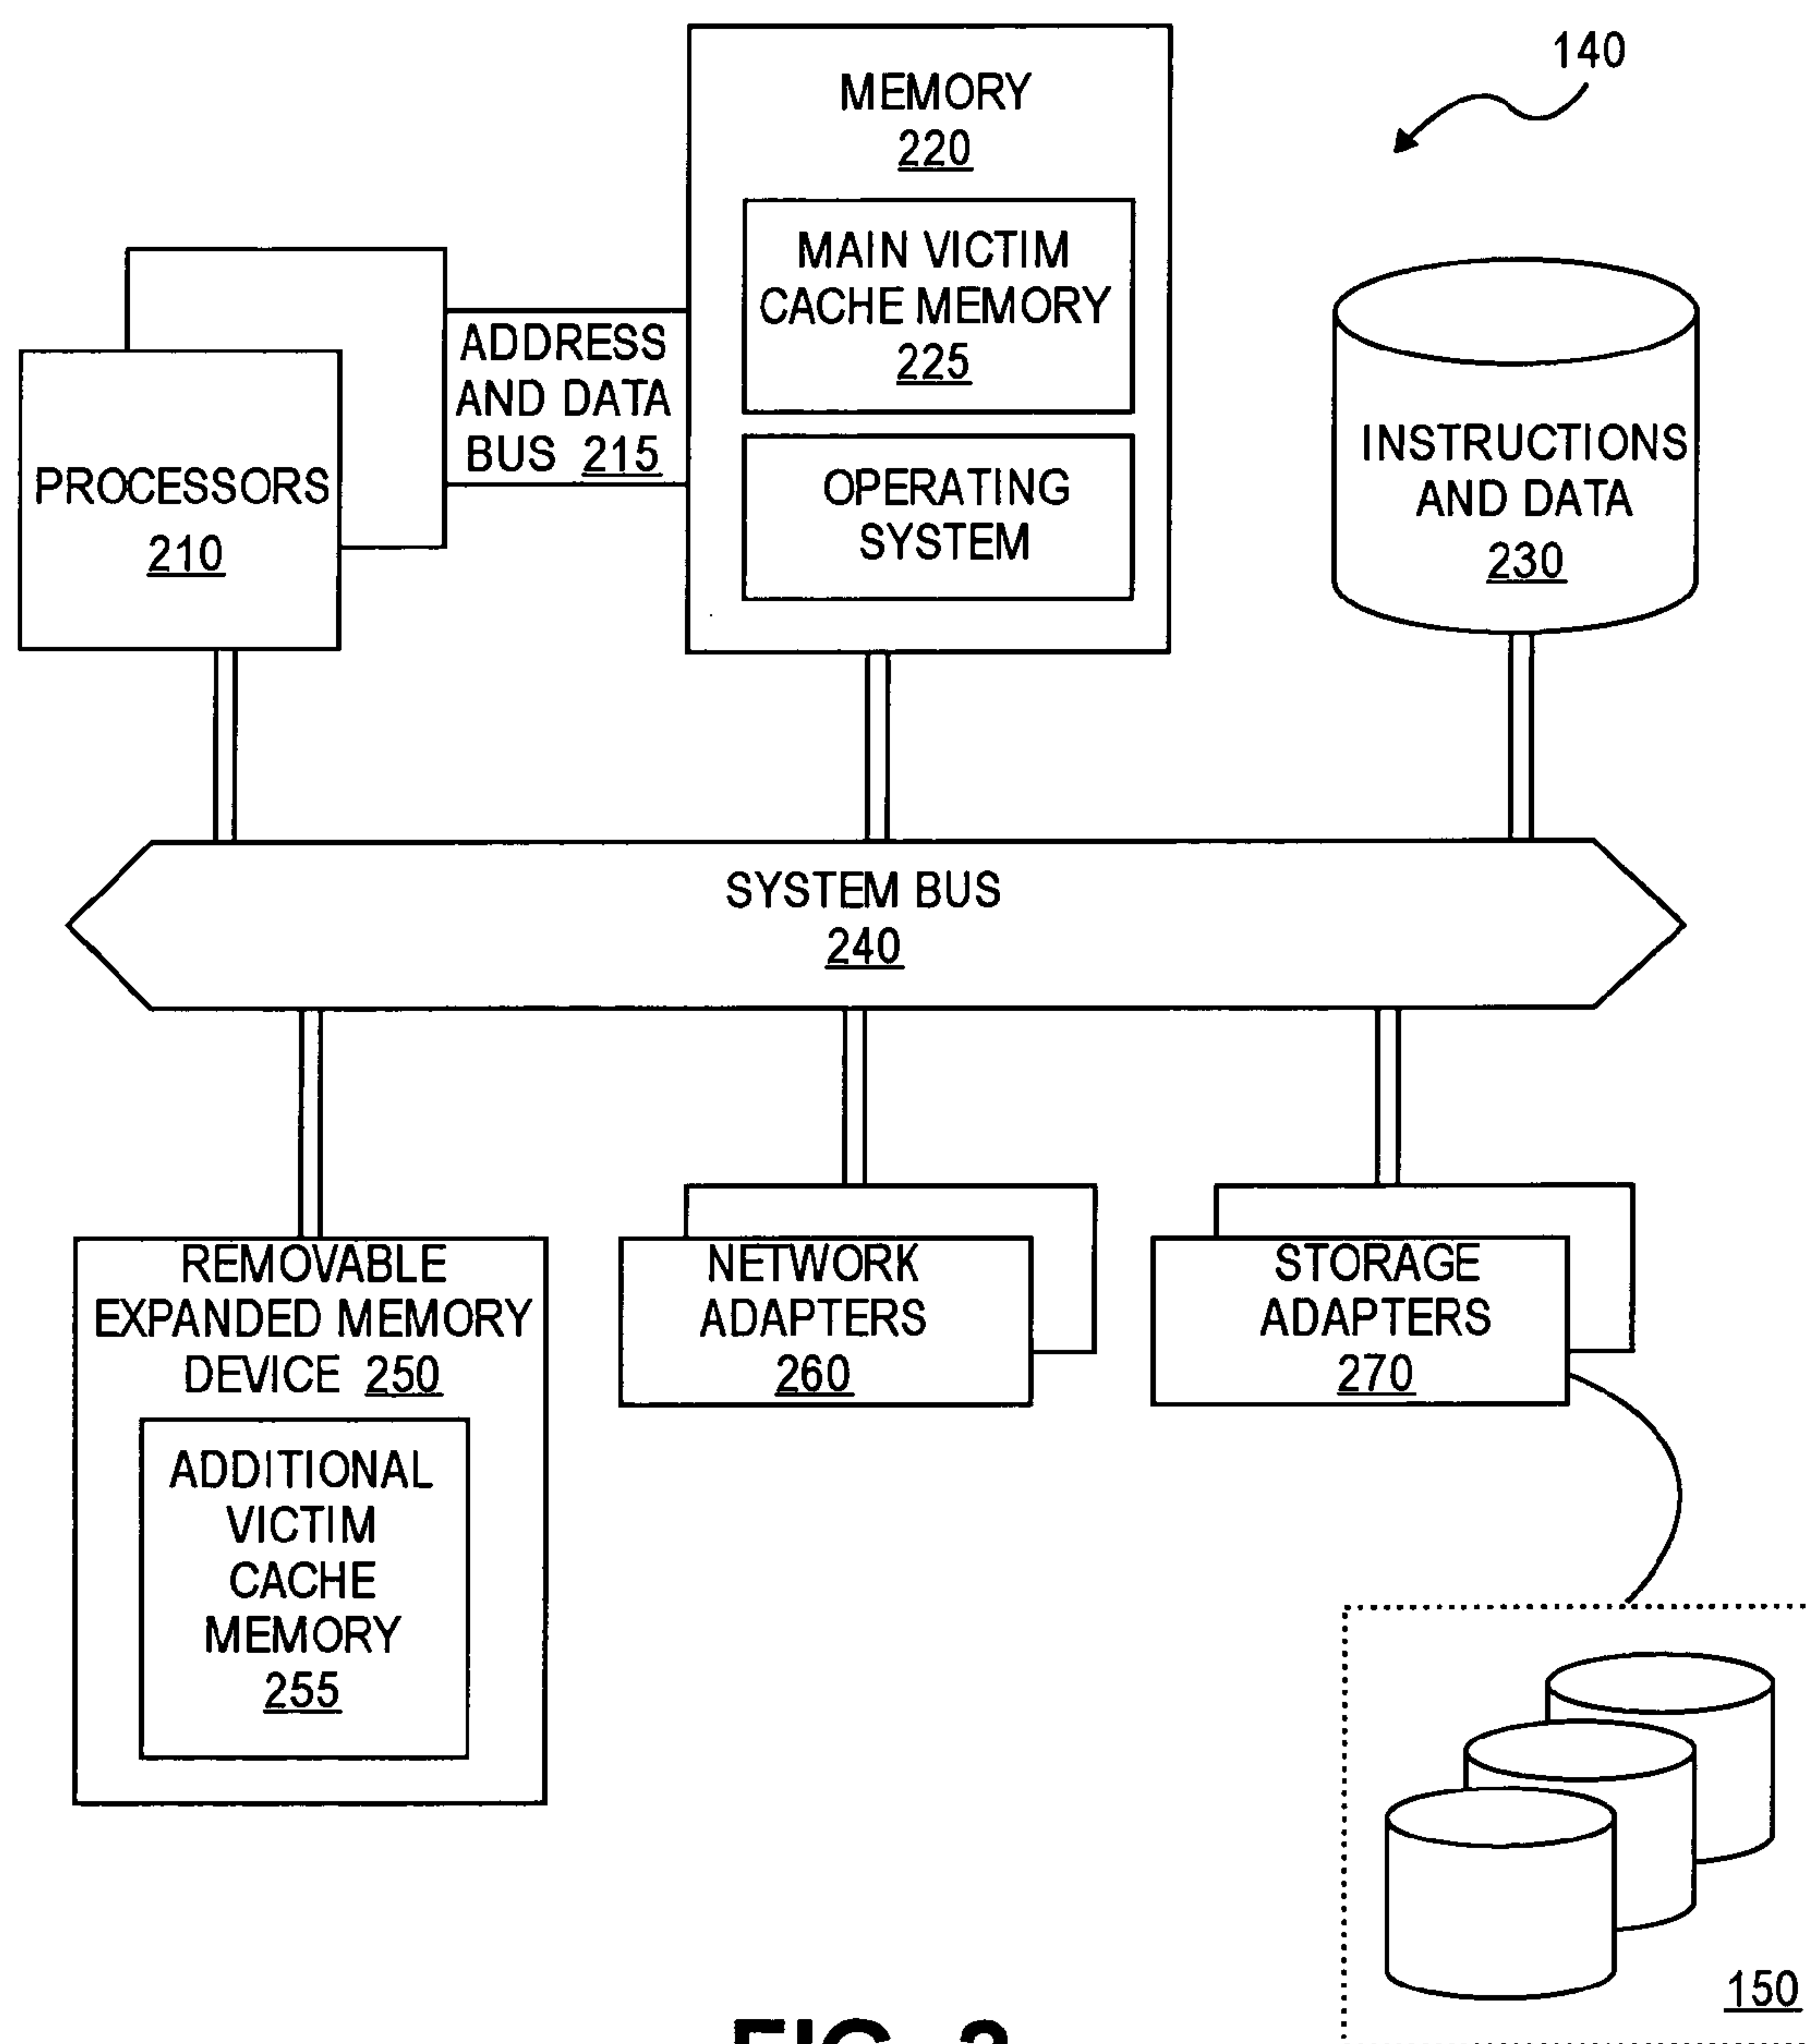 140
MEMORY
220
MAIN VICTIM
CACHE MEMORY
225
OPERATING
SYSTEM
ADDRESS
AND DATA
BUS 215
PROCESSORS
210
INSTRUCTIONS
AND DATA
230
SYSTEM BUS
240
REMOVABLE
EXPANDED MEMORY
DEVICE 250
ADDITIONAL
VICTIM
CACHE
MEMORY
255
NETWORK
ADAPTERS
260
STORAGE
ADAPTERS
270
150
FIG.